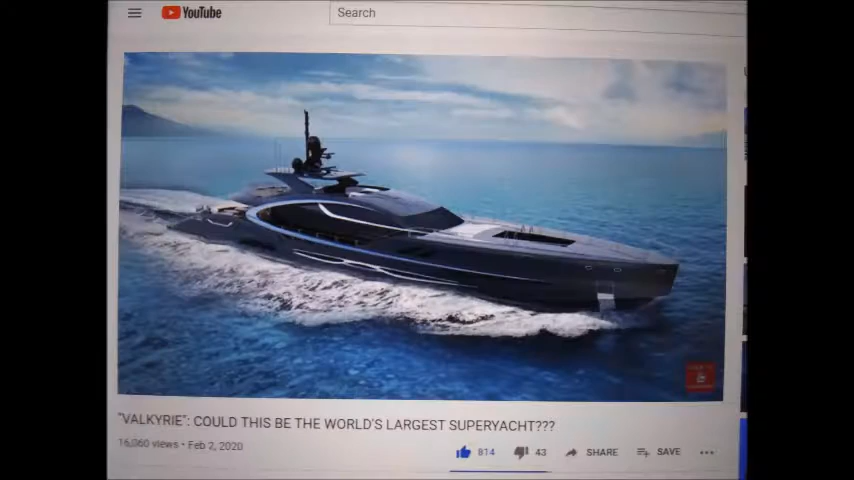 YouTube
Search
"VALKYRIE": COULD THIS BE THE WORLD'S LARGEST SUPERYACHT???
16,060 views • Feb 2, 2020
814
43
SHARE
SAVE